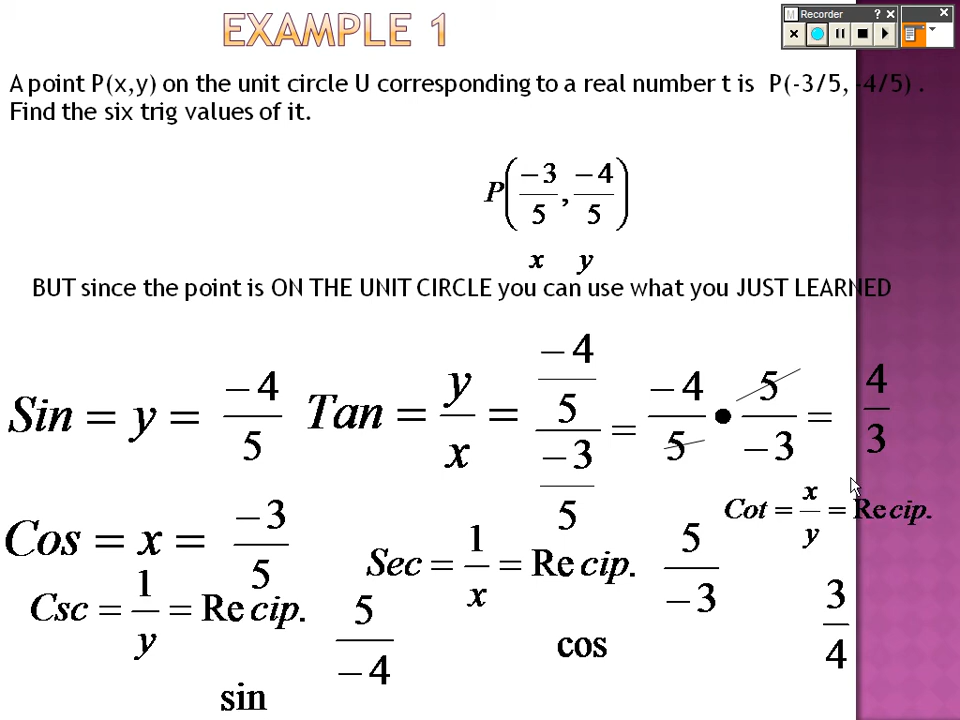 EXAMPLE 1
Recorder ? ×
A point P(x,y) on the unit circle U corresponding to a real number t is P(-3/5, -4/5) .
Find the six trig values of it.
P(−3/5, −4/5)
x y
BUT since the point is ON THE UNIT CIRCLE you can use what you JUST LEARNED
Sin = y = −4/5
Tan = y/x = (−4/5)/(−3/5) = −4/5 • 5/−3 = 4/3
Cos = x = −3/5
Cot = x/y = Recip.
3/4
Sec = 1/x = Recip. 5/−3
cos
Csc = 1/y = Recip. 5/−4
sin